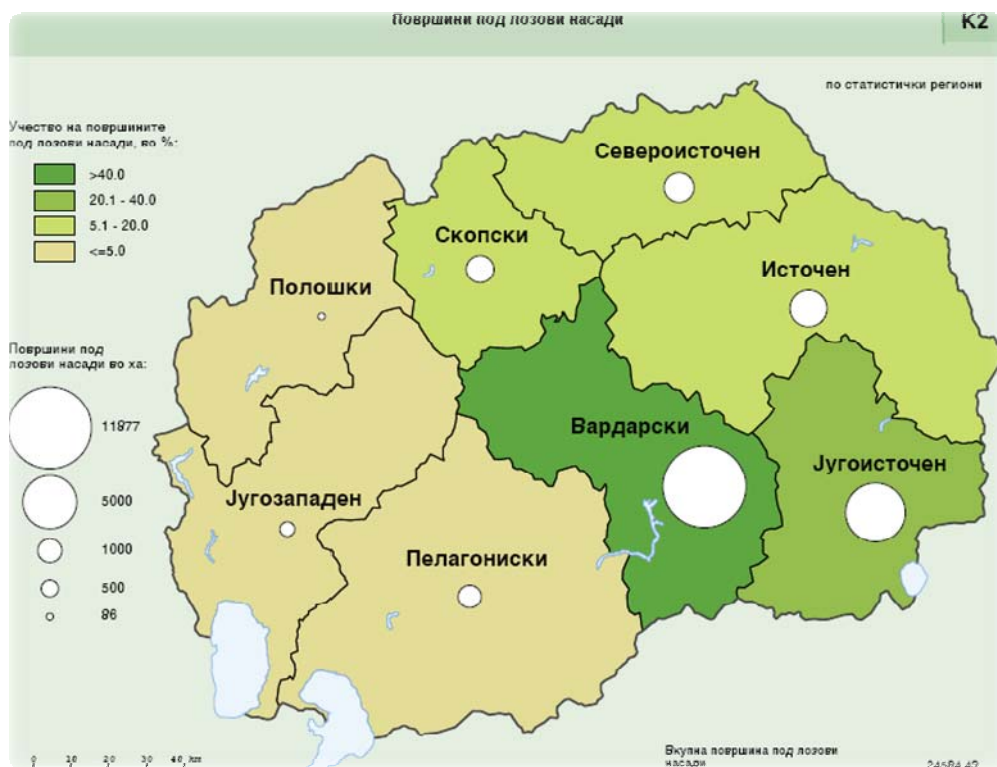 Површини под лозови насади
К2
по статистички региони
Учество на површините
под лозови насади, во %:
>40.0
20.1 - 40.0
5.1 - 20.0
<=5.0
Североисточен
Скопски
Источен
Полошки
Вардарски
Југоисточен
Југозападен
Пелагониски
Површини под
лозови насади во ха:
11977
5000
1000
500
86
0 10 20 30 40 km
Вкупна површина под лозови
насади